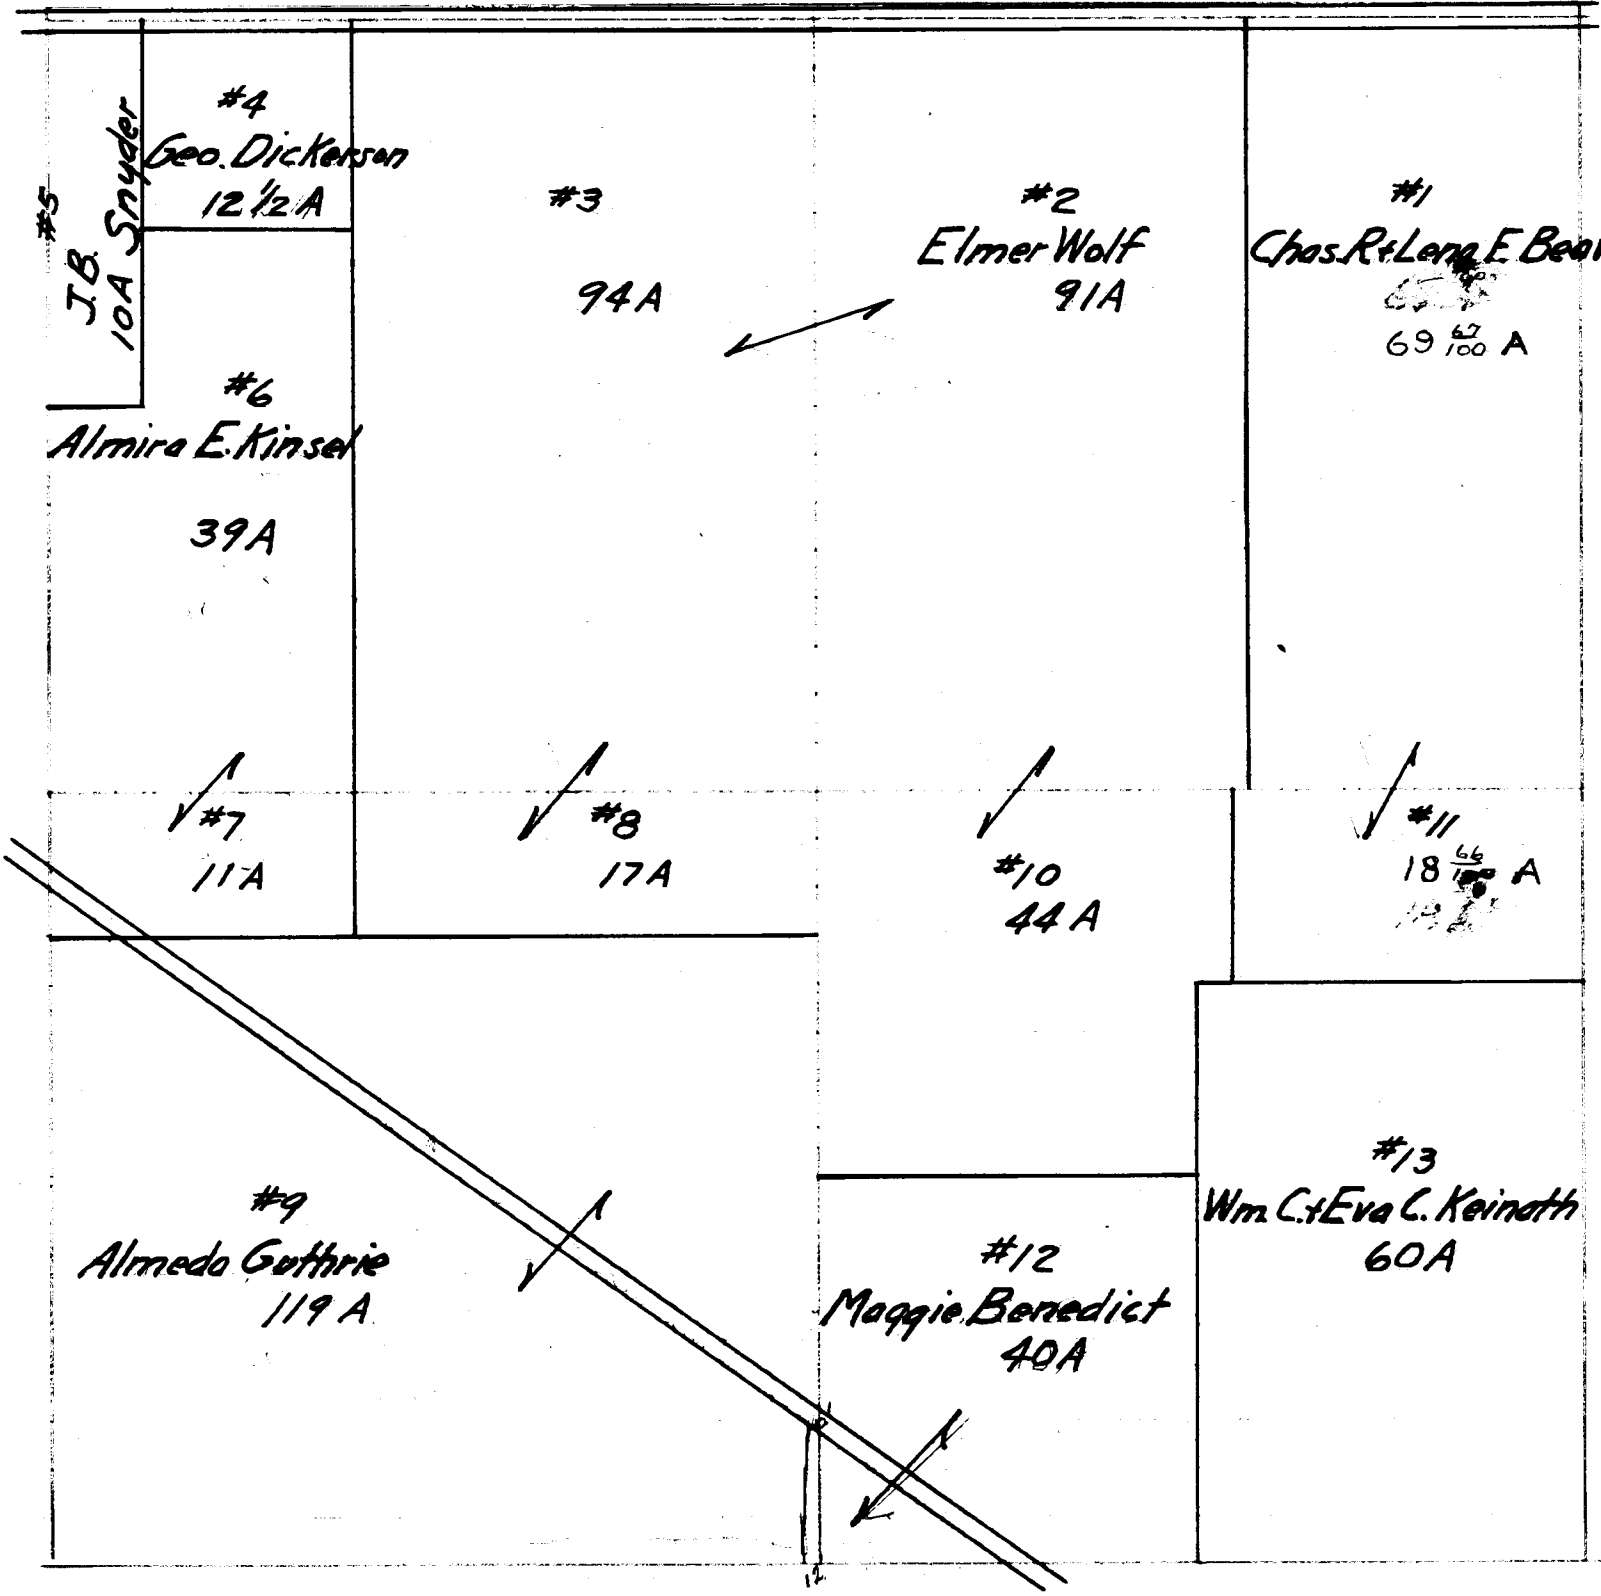 #5
J.B. Snyder
10A
#4
Geo. Dickerson
12 1/2 A
#3
94A
#2
Elmer Wolf
91A
#1
Chas. R + Lena E Bear
69 67/100 A
#6
Almira E. Kinsel
39A
#7
11A
#8
17A
#10
44 A
#11
18 66/100 A
#9
Almeda Guthrie
119 A
#12
Maggie Benedict
40A
#13
Wm. C. + Eva C. Keinath
60A
12